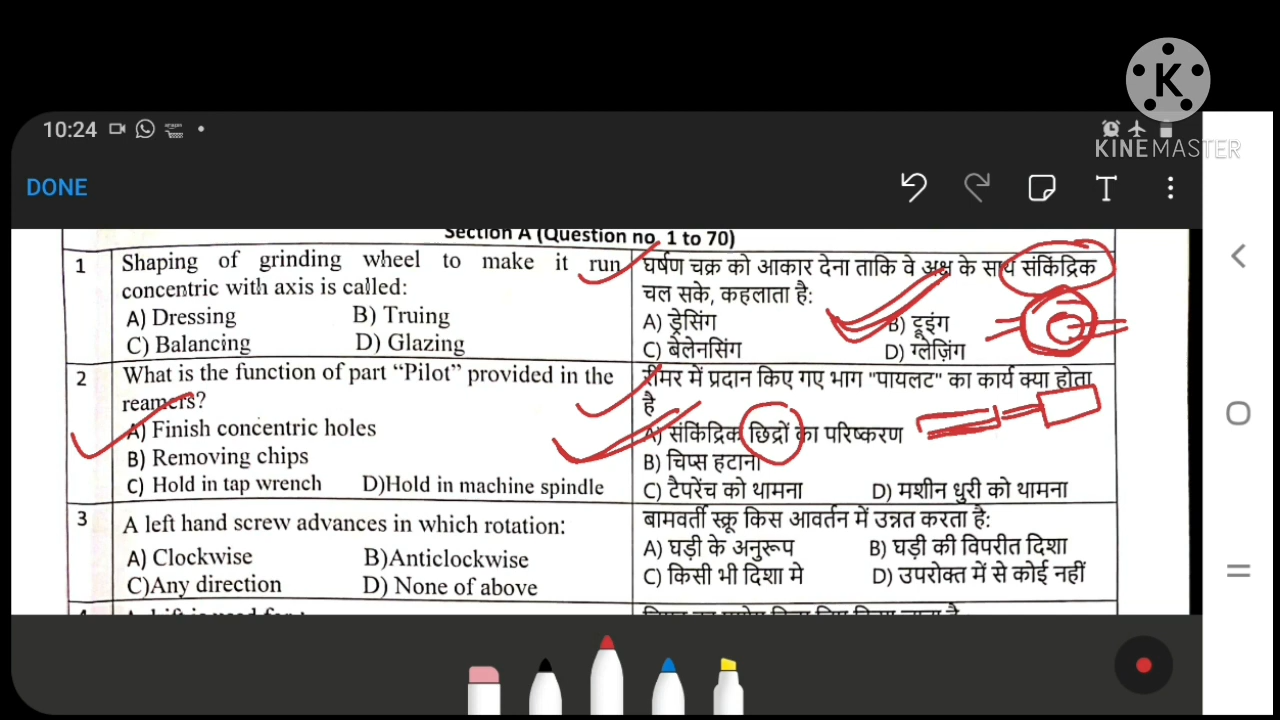 K
KINEMASTER
10:24
DONE
T
Section A (Question no. 1 to 70)
1
Shaping of grinding wheel to make it run
concentric with axis is called:
A) Dressing B) Truing
C) Balancing D) Glazing
घर्षण चक्र को आकार देना ताकि वे अक्ष के साथ संकिंद्रिक
चल सके, कहलाता है:
A) ड्रेसिंग B) ट्रूइंग
C) बेलेनसिंग D) ग्लेज़िंग
2
What is the function of part “Pilot” provided in the
reamers?
A) Finish concentric holes
B) Removing chips
C) Hold in tap wrench D)Hold in machine spindle
रीमर में प्रदान किए गए भाग "पायलट" का कार्य क्या होता
है
A) संकिंद्रिक छिद्रों का परिष्करण
B) चिप्स हटाना
C) टैपरेंच को थामना D) मशीन धुरी को थामना
3
A left hand screw advances in which rotation:
A) Clockwise B)Anticlockwise
C)Any direction D) None of above
बामवर्ती स्क्रू किस आवर्तन में उन्नत करता है:
A) घड़ी के अनुरूप B) घड़ी की विपरीत दिशा
C) किसी भी दिशा मे D) उपरोक्त में से कोई नहीं